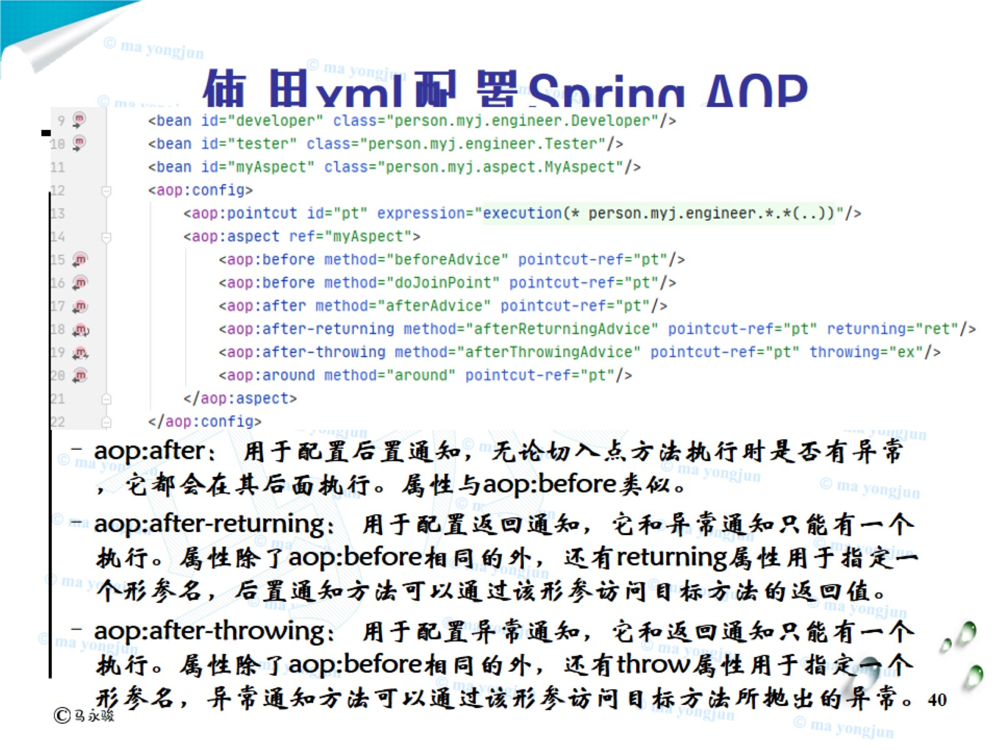 © ma yongjun
© ma yongjun
使用xml配置Spring AOP
© ma yongjun
9 <bean id="developer" class="person.myj.engineer.Developer"/>
10 <bean id="tester" class="person.myj.engineer.Tester"/>
11 <bean id="myAspect" class="person.myj.aspect.MyAspect"/>
12 <aop:config>
13 <aop:pointcut id="pt" expression="execution(* person.myj.engineer.*.*(..))"/>
14 <aop:aspect ref="myAspect">
15 <aop:before method="beforeAdvice" pointcut-ref="pt"/>
16 <aop:before method="doJoinPoint" pointcut-ref="pt"/>
17 <aop:after method="afterAdvice" pointcut-ref="pt"/>
18 <aop:after-returning method="afterReturningAdvice" pointcut-ref="pt" returning="ret"/>
19 <aop:after-throwing method="afterThrowingAdvice" pointcut-ref="pt" throwing="ex"/>
20 <aop:around method="around" pointcut-ref="pt"/>
21 </aop:aspect>
22 </aop:config>
– aop:after： 用于配置后置通知，无论切入点方法执行时是否有异常
，它都会在其后面执行。属性与aop:before类似。
– aop:after-returning： 用于配置返回通知，它和异常通知只能有一个
执行。属性除了aop:before相同的外，还有returning属性用于指定一
个形参名，后置通知方法可以通过该形参访问目标方法的返回值。
– aop:after-throwing： 用于配置异常通知，它和返回通知只能有一个
执行。属性除了aop:before相同的外，还有throw属性用于指定一个
形参名，异常通知方法可以通过该形参访问目标方法所抛出的异常。
40
©马永骏